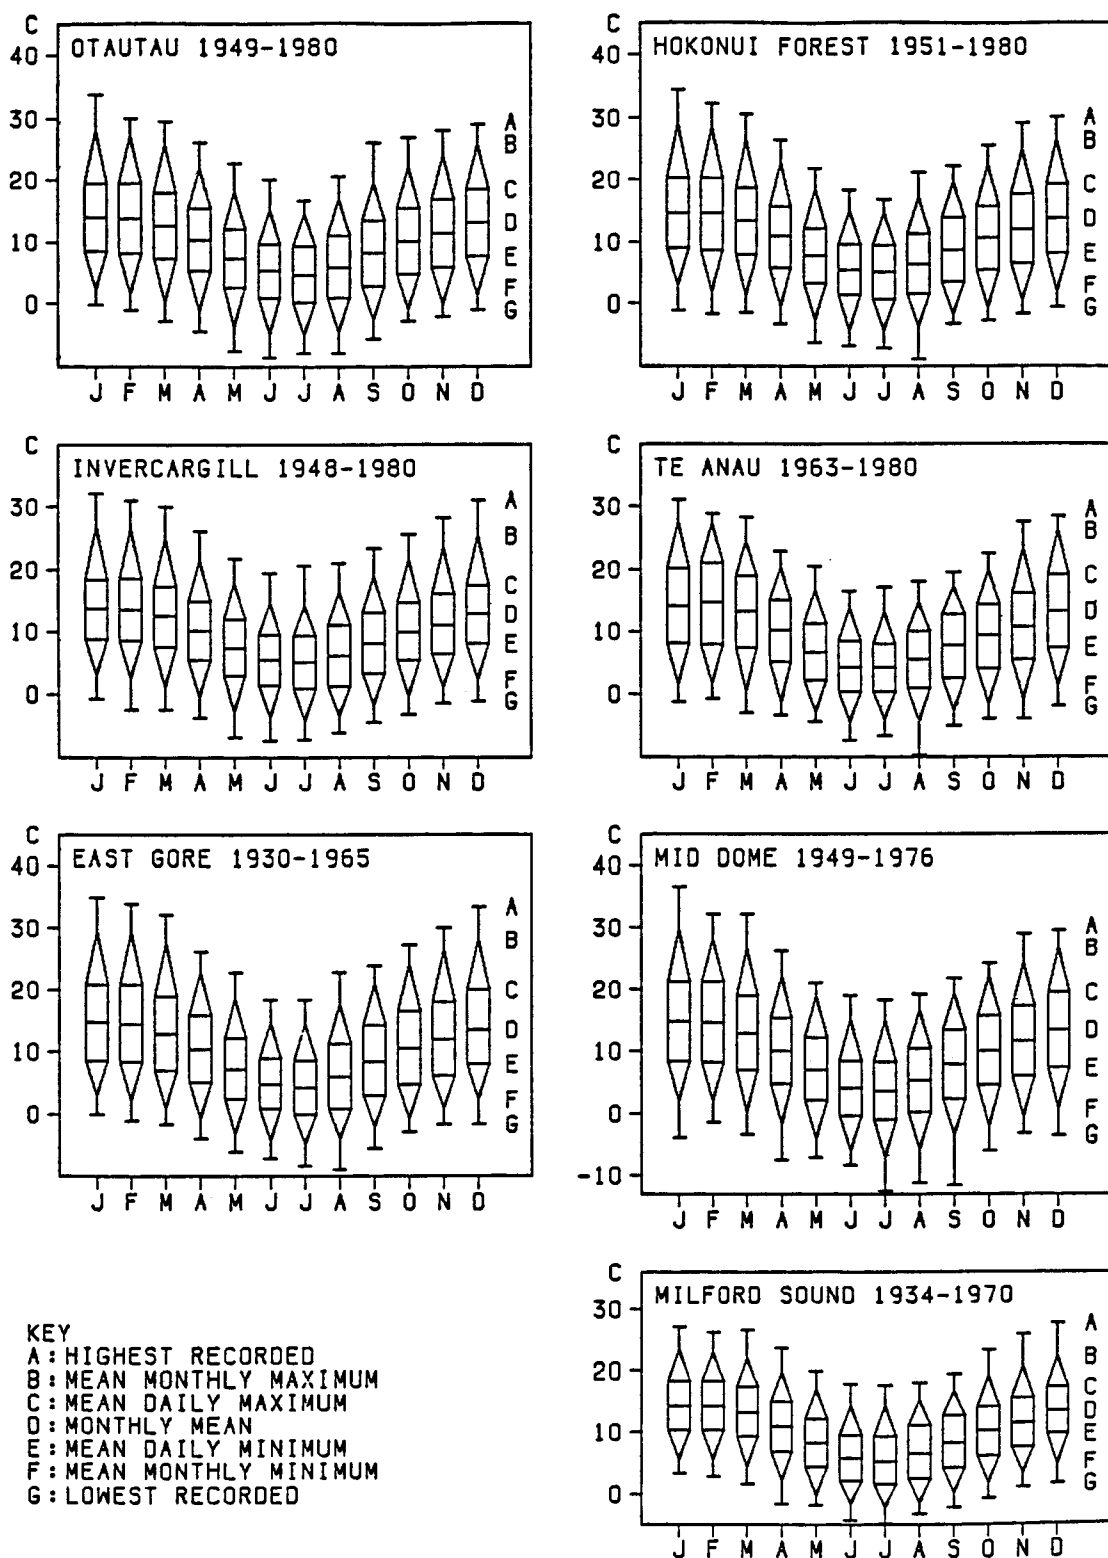 C
OTAUTAU 1949-1980
40
30
20
10
0
A
B
C
D
E
F
G
J F M A M J J A S O N D
HOKONUI FOREST 1951-1980
C
40
30
20
10
0
A
B
C
D
E
F
G
J F M A M J J A S O N D
C
INVERCARGILL 1948-1980
30
20
10
0
A
B
C
D
E
F
G
J F M A M J J A S O N D
C
TE ANAU 1963-1980
30
20
10
0
A
B
C
D
E
F
G
J F M A M J J A S O N D
C
EAST GORE 1930-1965
40
30
20
10
0
A
B
C
D
E
F
G
J F M A M J J A S O N D
C
MID DOME 1949-1976
40
30
20
10
0
-10
A
B
C
D
E
F
G
J F M A M J J A S O N D
C
MILFORD SOUND 1934-1970
30
20
10
0
A
B
C
D
E
F
G
J F M A M J J A S O N D
KEY
A: HIGHEST RECORDED
B: MEAN MONTHLY MAXIMUM
C: MEAN DAILY MAXIMUM
D: MONTHLY MEAN
E: MEAN DAILY MINIMUM
F: MEAN MONTHLY MINIMUM
G: LOWEST RECORDED